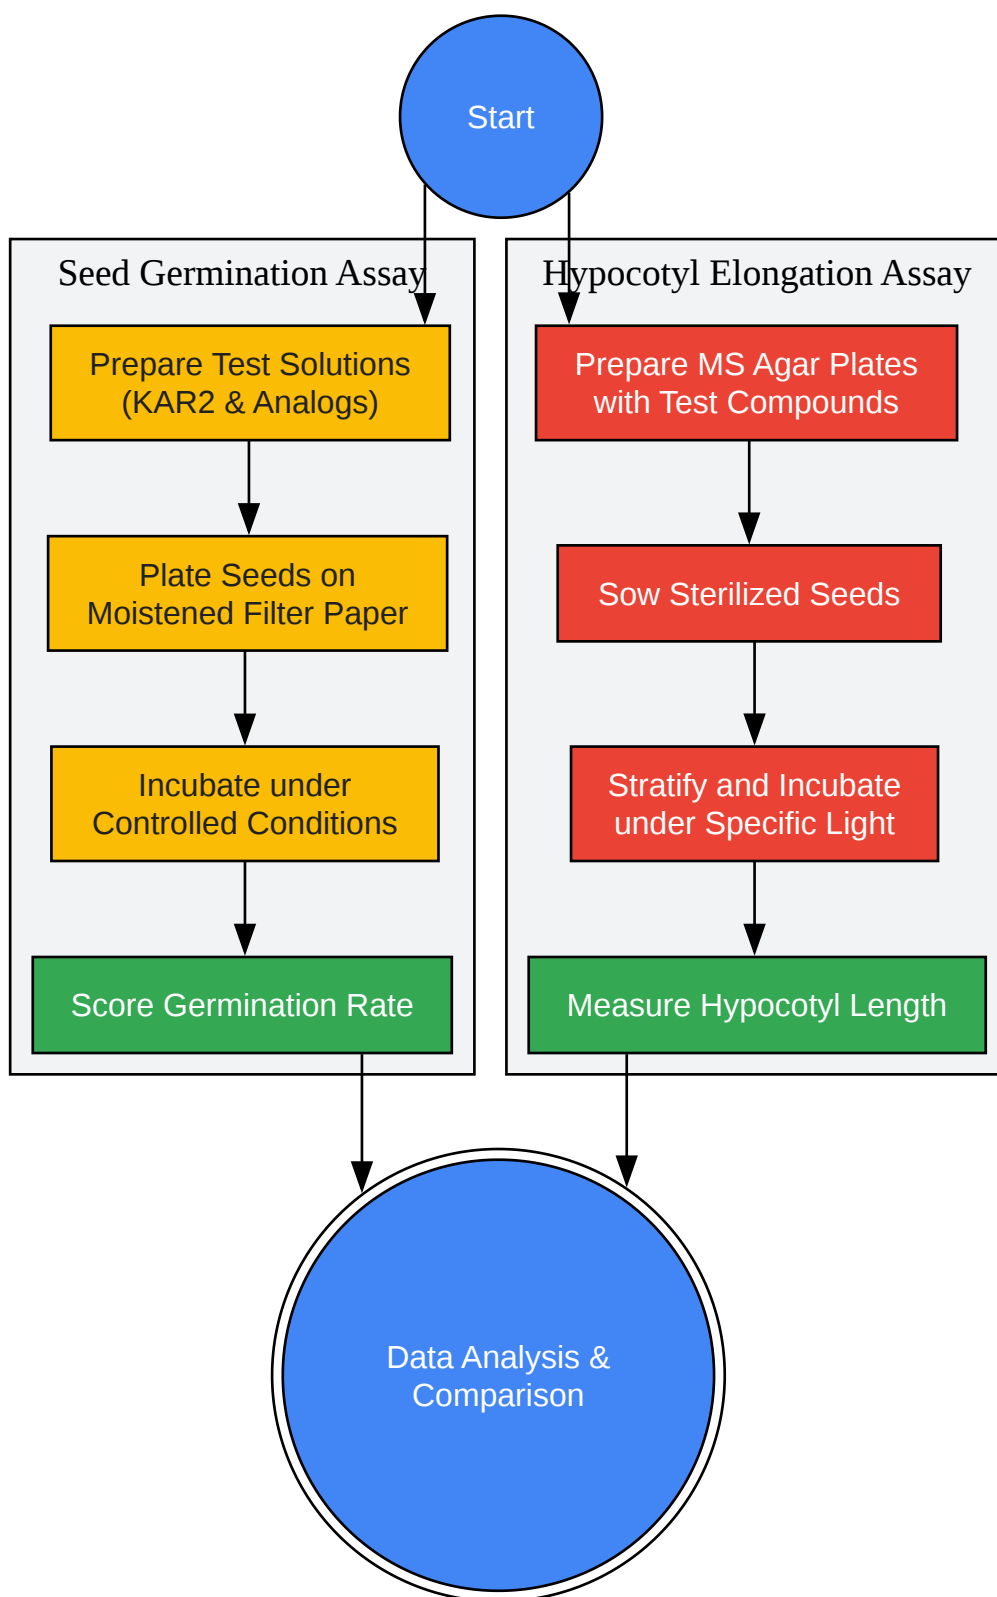 Start
Seed Germination Assay
Prepare Test Solutions
(KAR2 & Analogs)
Plate Seeds on
Moistened Filter Paper
Incubate under
Controlled Conditions
Score Germination Rate
Hypocotyl Elongation Assay
Prepare MS Agar Plates
with Test Compounds
Sow Sterilized Seeds
Stratify and Incubate
under Specific Light
Measure Hypocotyl Length
Data Analysis &
Comparison